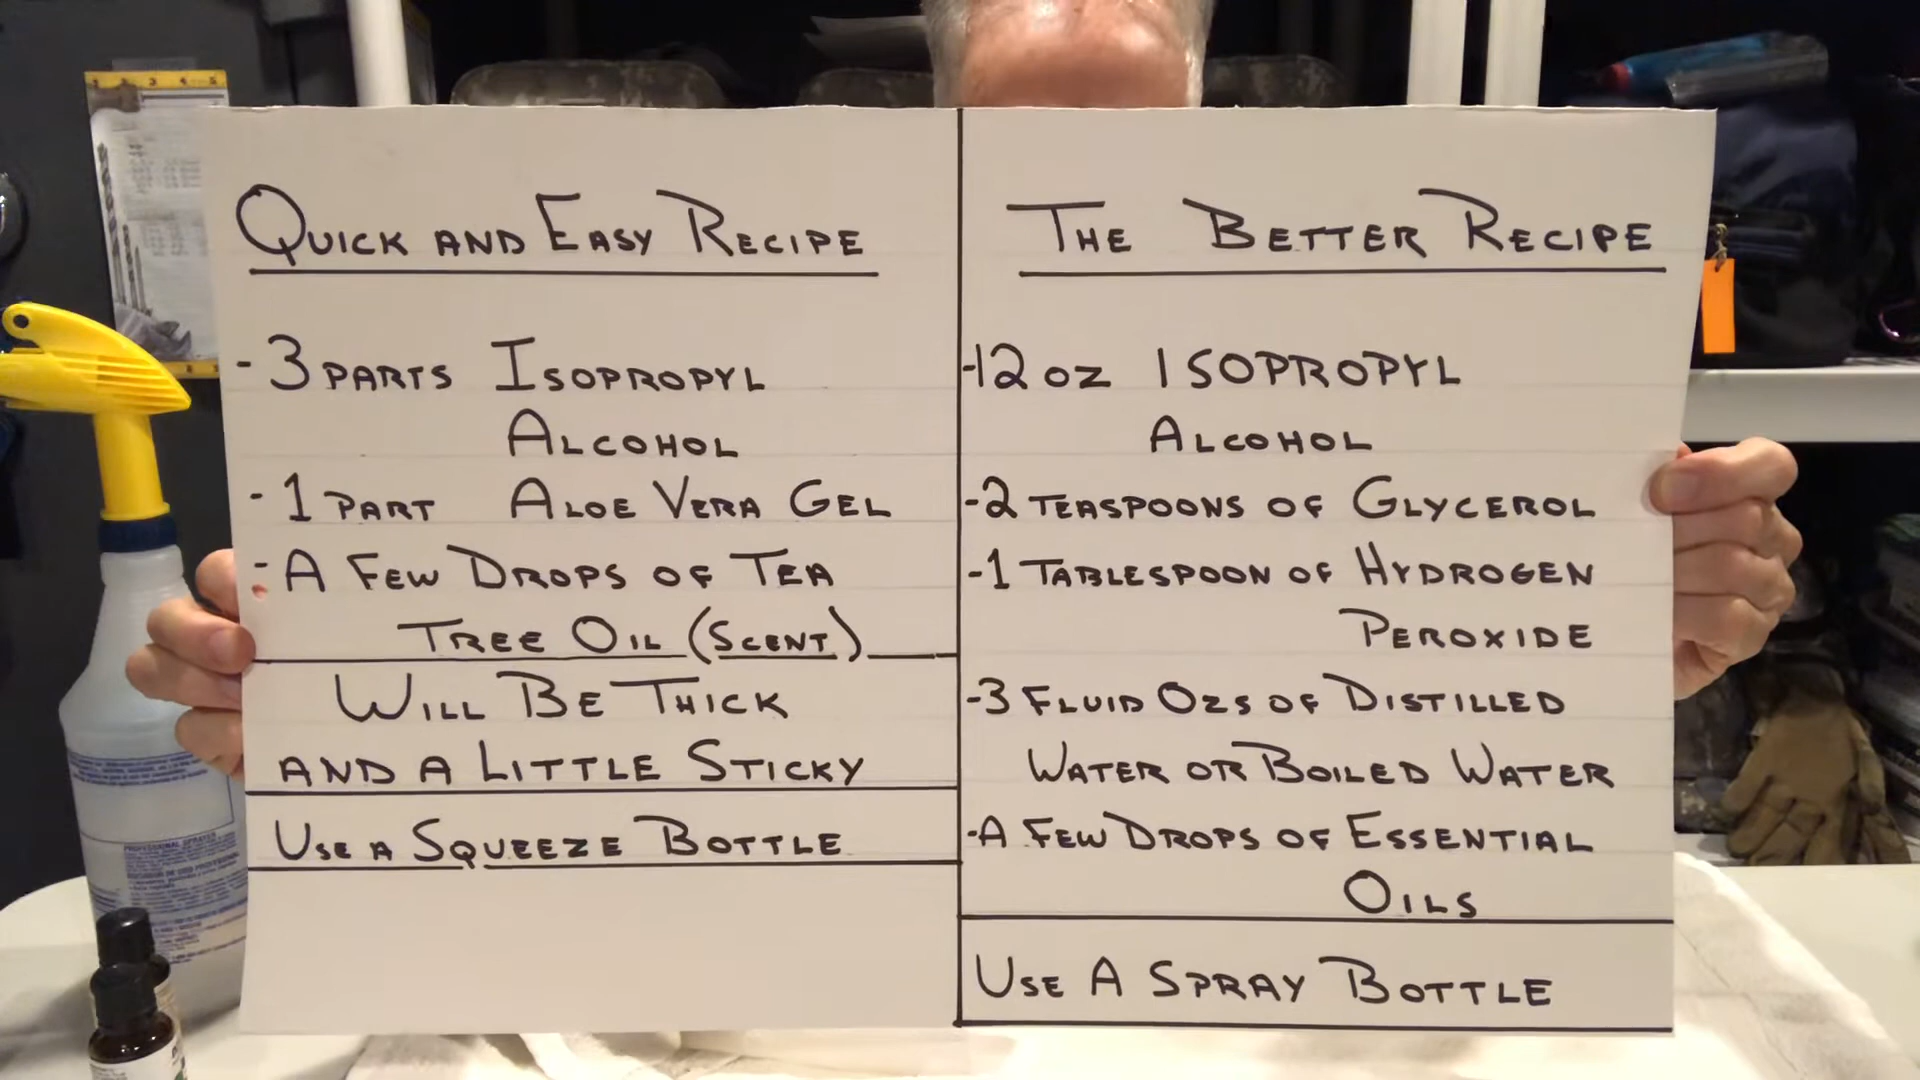 Quick and Easy Recipe
- 3 parts Isopropyl
Alcohol
- 1 part Aloe Vera Gel
- A Few Drops of Tea
Tree Oil (Scent)
Will Be Thick
and a Little Sticky
Use a Squeeze Bottle
The Better Recipe
-12 oz Isopropyl
Alcohol
-2 teaspoons of Glycerol
-1 Tablespoon of Hydrogen
Peroxide
-3 Fluid Ozs of Distilled
Water or Boiled Water
-A Few Drops of Essential
Oils
Use A Spray Bottle
PROFESSIONAL SPRAYER